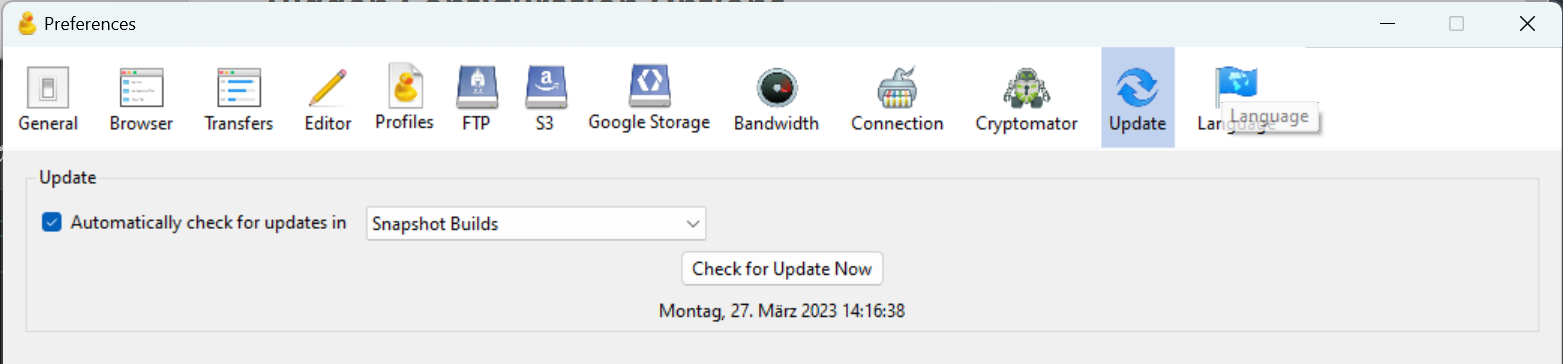 Preferences
General
Browser
Transfers
Editor
Profiles
FTP
S3
Google Storage
Bandwidth
Connection
Cryptomator
Update
Language
Update
Automatically check for updates in
Snapshot Builds
Check for Update Now
Montag, 27. März 2023 14:16:38